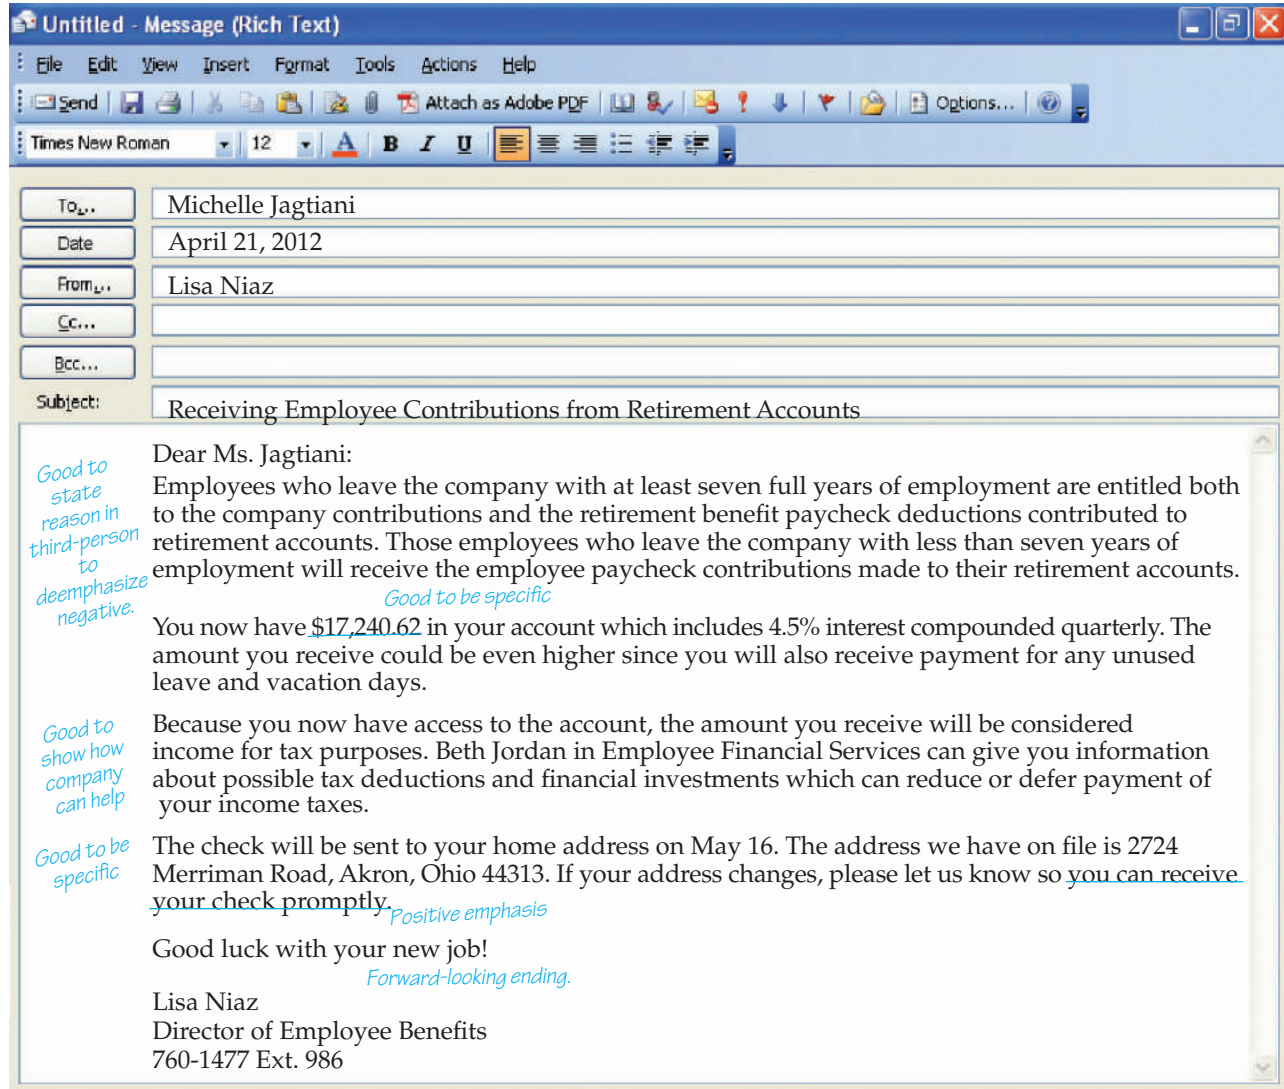 Untitled - Message (Rich Text)
File Edit View Insert Format Tools Actions Help
Send Attach as Adobe PDF Options...
Times New Roman 12 A B I U
To... Michelle Jagtiani
Date April 21, 2012
From... Lisa Niaz
Cc...
Bcc...
Subject: Receiving Employee Contributions from Retirement Accounts
Dear Ms. Jagtiani:
Good to
state
reason in
third-person
to
deemphasize
negative.
Employees who leave the company with at least seven full years of employment are entitled both
to the company contributions and the retirement benefit paycheck deductions contributed to
retirement accounts. Those employees who leave the company with less than seven years of
employment will receive the employee paycheck contributions made to their retirement accounts.
Good to be specific
You now have $17,240.62 in your account which includes 4.5% interest compounded quarterly. The
amount you receive could be even higher since you will also receive payment for any unused
leave and vacation days.
Good to
show how
company
can help
Because you now have access to the account, the amount you receive will be considered
income for tax purposes. Beth Jordan in Employee Financial Services can give you information
about possible tax deductions and financial investments which can reduce or defer payment of
your income taxes.
Good to be
specific
The check will be sent to your home address on May 16. The address we have on file is 2724
Merriman Road, Akron, Ohio 44313. If your address changes, please let us know so you can receive
your check promptly.
Positive emphasis
Good luck with your new job!
Forward-looking ending.
Lisa Niaz
Director of Employee Benefits
760-1477 Ext. 986